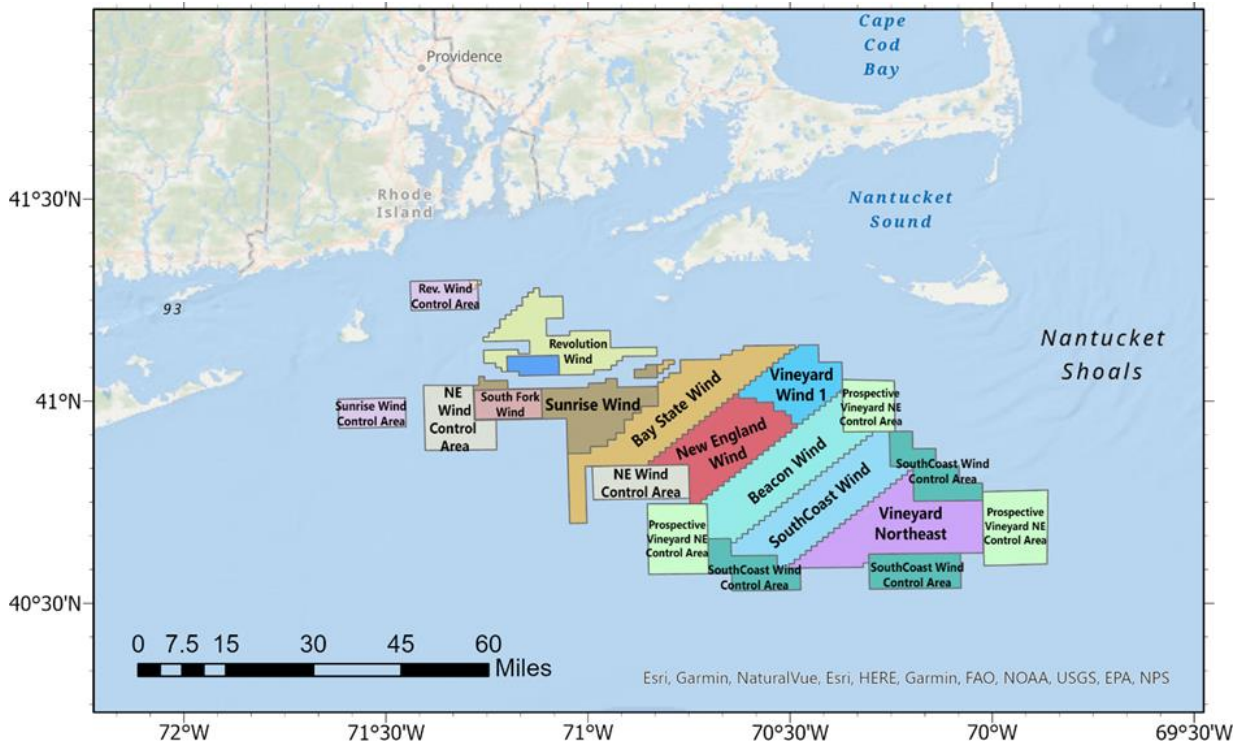 Cape
Cod
Bay
Providence
41°30'N
Rhode
Island
Nantucket
Sound
Rev. Wind
Control Area
93
Nantucket
Shoals
Revolution
Wind
41°N
Vineyard
Wind 1
NE
Wind
Control
Area
South Fork
Wind
Sunrise Wind
Prospective
Vineyard NE
Control Area
Sunrise Wind
Control Area
Bay State Wind
New England
Wind
Beacon Wind
SouthCoast Wind
SouthCoast Wind
Control Area
NE Wind
Control Area
Vineyard
Northeast
Prospective
Vineyard NE
Control Area
Prospective
Vineyard NE
Control Area
SouthCoast Wind
Control Area
SouthCoast Wind
Control Area
40°30'N
0 7.5 15 30 45 60
Miles
Esri, Garmin, NaturalVue, Esri, HERE, Garmin, FAO, NOAA, USGS, EPA, NPS
72°W 71°30'W 71°W 70°30'W 70°W 69°30'W